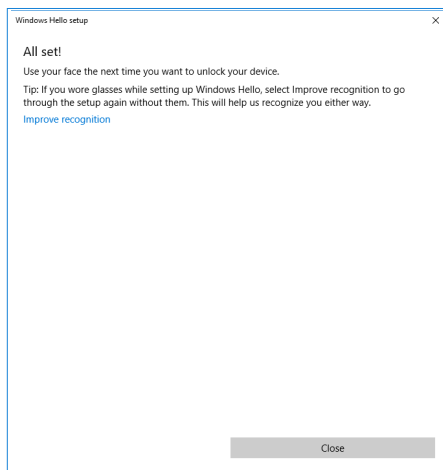 Windows Hello setup
All set!
Use your face the next time you want to unlock your device.
Tip: If you wore glasses while setting up Windows Hello, select Improve recognition to go
through the setup again without them. This will help us recognize you either way.
Improve recognition
Close